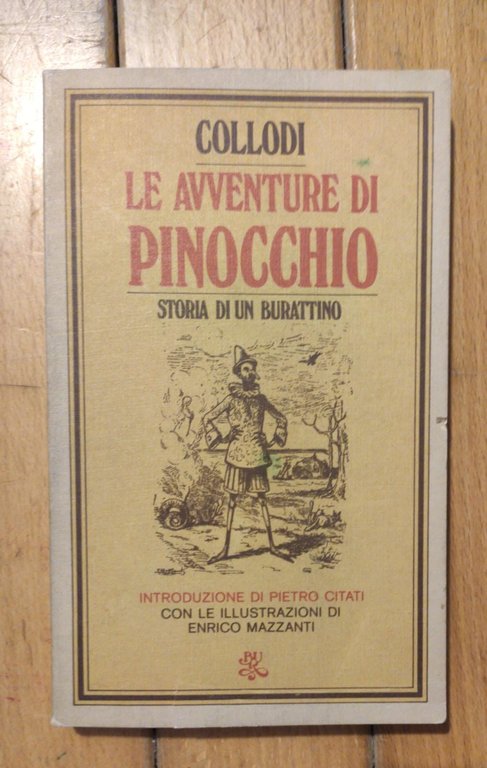 COLLODI
LE AVVENTURE DI
PINOCCHIO
STORIA DI UN BURATTINO
INTRODUZIONE DI PIETRO CITATI
CON LE ILLUSTRAZIONI DI
ENRICO MAZZANTI
BUR